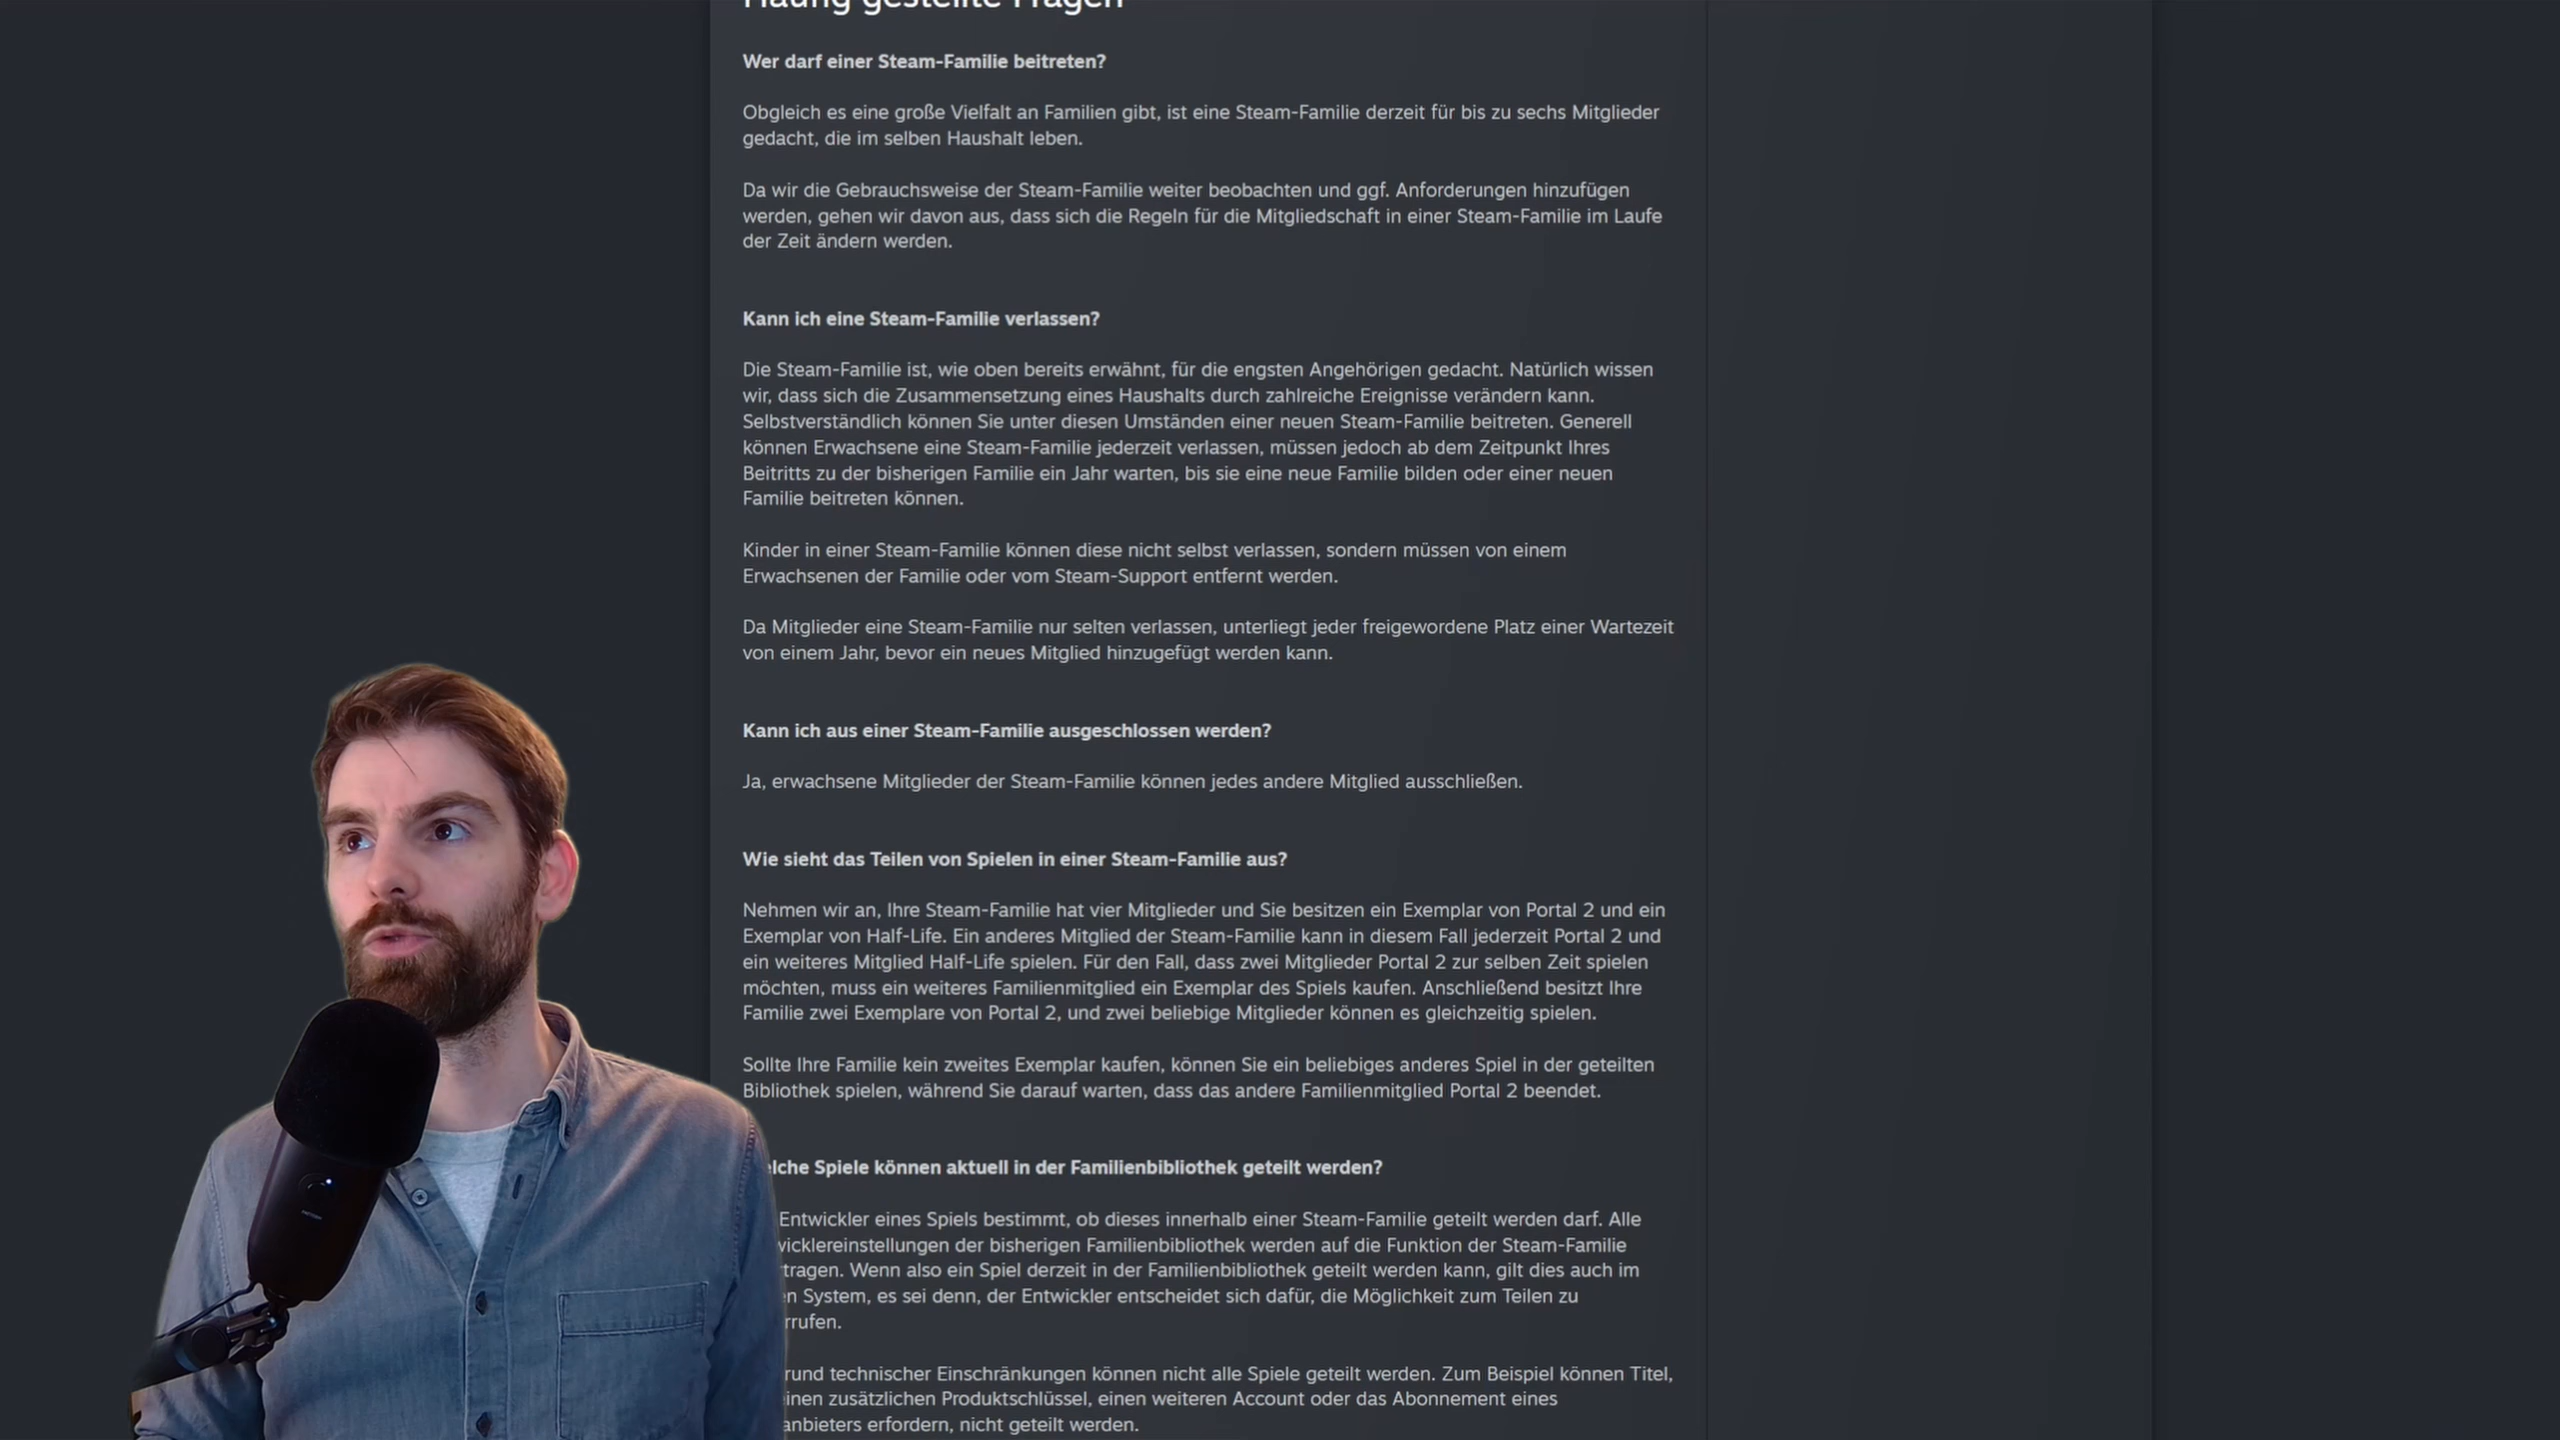 Häufig gestellte Fragen
Wer darf einer Steam-Familie beitreten?
Obgleich es eine große Vielfalt an Familien gibt, ist eine Steam-Familie derzeit für bis zu sechs Mitglieder
gedacht, die im selben Haushalt leben.
Da wir die Gebrauchsweise der Steam-Familie weiter beobachten und ggf. Anforderungen hinzufügen
werden, gehen wir davon aus, dass sich die Regeln für die Mitgliedschaft in einer Steam-Familie im Laufe
der Zeit ändern werden.
Kann ich eine Steam-Familie verlassen?
Die Steam-Familie ist, wie oben bereits erwähnt, für die engsten Angehörigen gedacht. Natürlich wissen
wir, dass sich die Zusammensetzung eines Haushalts durch zahlreiche Ereignisse verändern kann.
Selbstverständlich können Sie unter diesen Umständen einer neuen Steam-Familie beitreten. Generell
können Erwachsene eine Steam-Familie jederzeit verlassen, müssen jedoch ab dem Zeitpunkt Ihres
Beitritts zu der bisherigen Familie ein Jahr warten, bis sie eine neue Familie bilden oder einer neuen
Familie beitreten können.
Kinder in einer Steam-Familie können diese nicht selbst verlassen, sondern müssen von einem
Erwachsenen der Familie oder vom Steam-Support entfernt werden.
Da Mitglieder eine Steam-Familie nur selten verlassen, unterliegt jeder freigewordene Platz einer Wartezeit
von einem Jahr, bevor ein neues Mitglied hinzugefügt werden kann.
Kann ich aus einer Steam-Familie ausgeschlossen werden?
Ja, erwachsene Mitglieder der Steam-Familie können jedes andere Mitglied ausschließen.
Wie sieht das Teilen von Spielen in einer Steam-Familie aus?
Nehmen wir an, Ihre Steam-Familie hat vier Mitglieder und Sie besitzen ein Exemplar von Portal 2 und ein
Exemplar von Half-Life. Ein anderes Mitglied der Steam-Familie kann in diesem Fall jederzeit Portal 2 und
ein weiteres Mitglied Half-Life spielen. Für den Fall, dass zwei Mitglieder Portal 2 zur selben Zeit spielen
möchten, muss ein weiteres Familienmitglied ein Exemplar des Spiels kaufen. Anschließend besitzt Ihre
Familie zwei Exemplare von Portal 2, und zwei beliebige Mitglieder können es gleichzeitig spielen.
Sollte Ihre Familie kein zweites Exemplar kaufen, können Sie ein beliebiges anderes Spiel in der geteilten
Bibliothek spielen, während Sie darauf warten, dass das andere Familienmitglied Portal 2 beendet.
elche Spiele können aktuell in der Familienbibliothek geteilt werden?
Entwickler eines Spiels bestimmt, ob dieses innerhalb einer Steam-Familie geteilt werden darf. Alle
wicklereinstellungen der bisherigen Familienbibliothek werden auf die Funktion der Steam-Familie
tragen. Wenn also ein Spiel derzeit in der Familienbibliothek geteilt werden kann, gilt dies auch im
n System, es sei denn, der Entwickler entscheidet sich dafür, die Möglichkeit zum Teilen zu
rrufen.
rund technischer Einschränkungen können nicht alle Spiele geteilt werden. Zum Beispiel können Titel,
inen zusätzlichen Produktschlüssel, einen weiteren Account oder das Abonnement eines
anbieters erfordern, nicht geteilt werden.